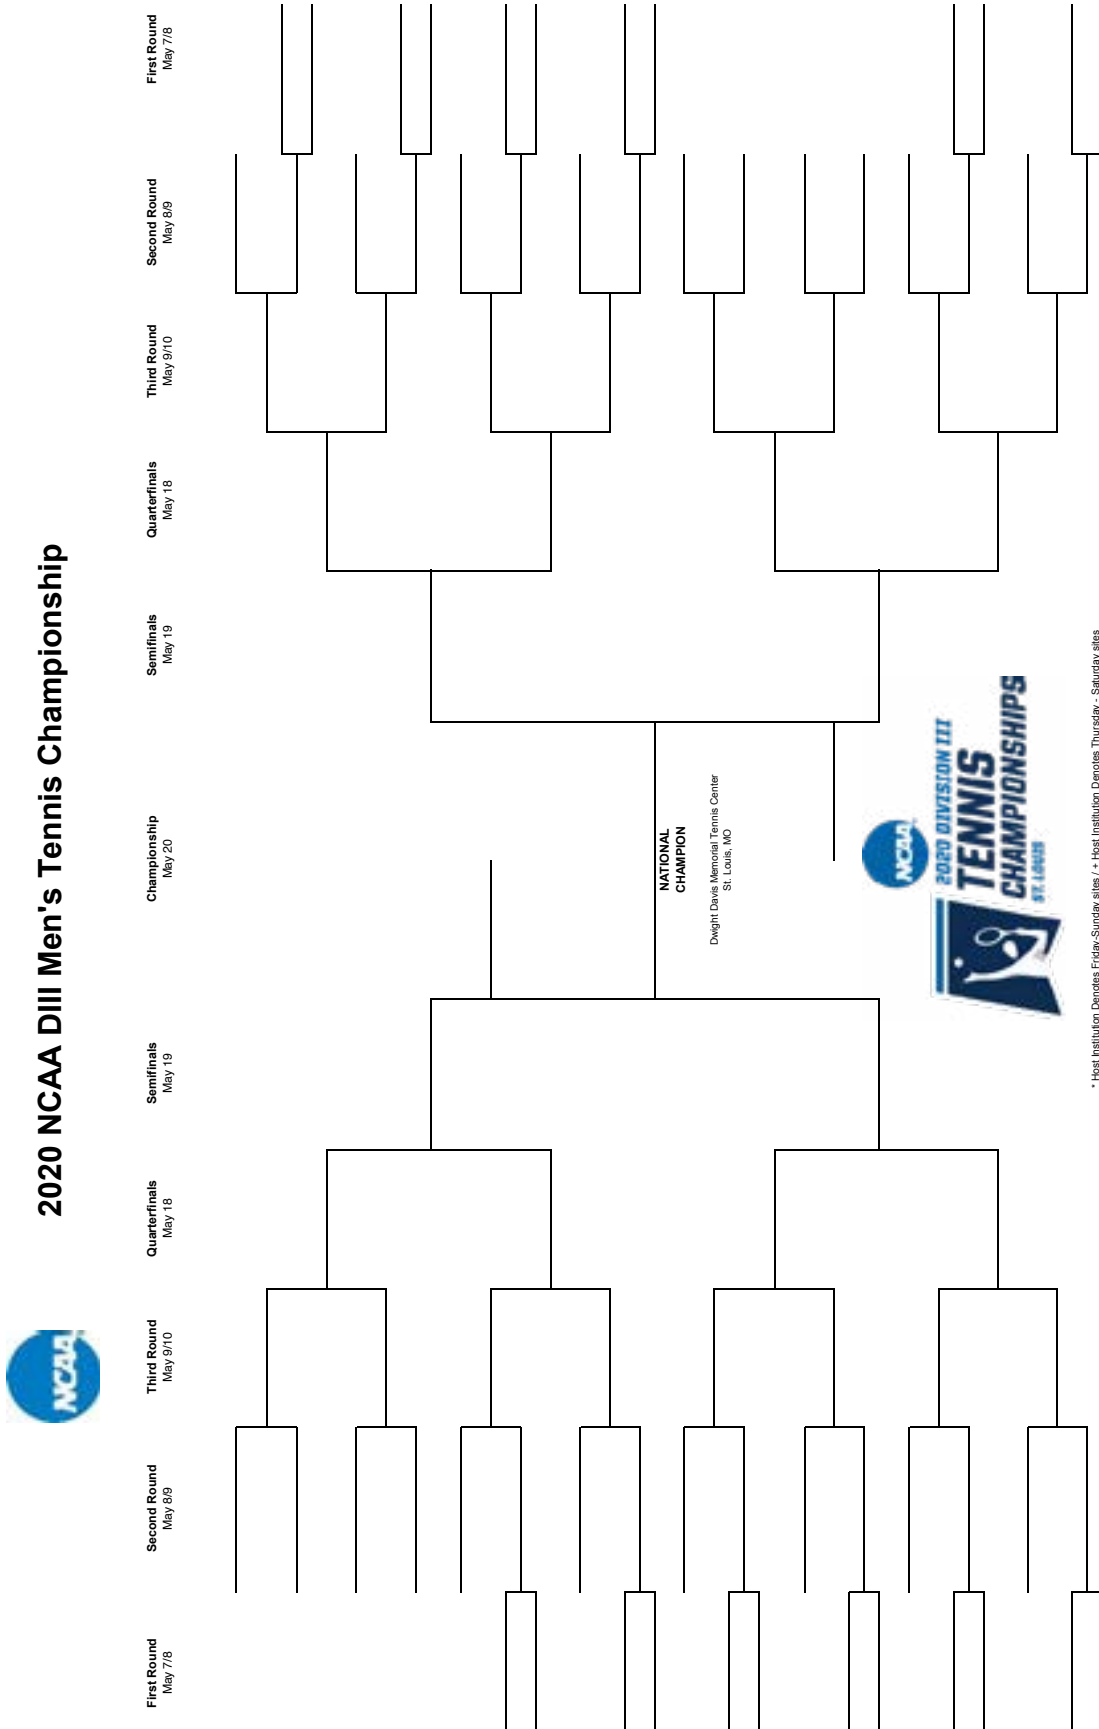 NCAA
2020 NCAA DIII Men's Tennis Championship
First Round
May 7/8
Second Round
May 8/9
Third Round
May 9/10
Quarterfinals
May 18
Semifinals
May 19
Championship
May 20
Semifinals
May 19
Quarterfinals
May 18
Third Round
May 9/10
Second Round
May 8/9
First Round
May 7/8
NATIONAL
CHAMPION
Dwight Davis Memorial Tennis Center
St. Louis, MO
NCAA
2020 DIVISION III
TENNIS
CHAMPIONSHIPS
ST. LOUIS
* Host Institution Denotes Friday-Sunday sites / + Host Institution Denotes Thursday - Saturday sites